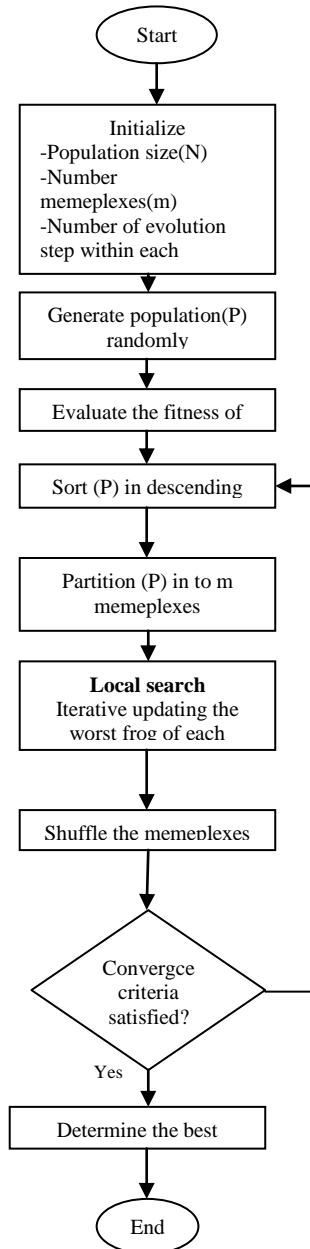 Start
Initialize
-Population size(N)
-Number
memeplexes(m)
-Number of evolution
step within each
Generate population(P)
randomly
Evaluate the fitness of
Sort (P) in descending
Partition (P) in to m
memeplexes
Local search
Iterative updating the
worst frog of each
Shuffle the memeplexes
Convergce
criteria
satisfied?
Yes
Determine the best
End